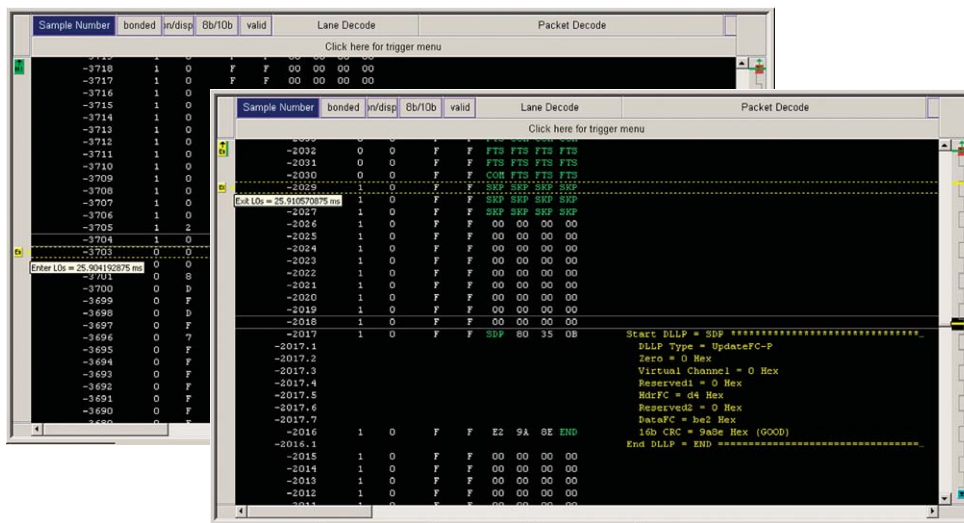 Sample Number bonded on/disp 8b/10b valid Lane Decode Packet Decode
Click here for trigger menu
-3718 1 0 F F 00 00 00 00
-3717 1 0 F F 00 00 00 00
-3716 1 0
-3715 1 0
-3714 1 0
-3713 1 0
-3712 1 0
-3711 1 0
-3710 1 0
-3709 1 0
-3708 1 0
-3707 1 0
-3706 1 0
-3705 1 2
-3704 1 0
-3703 0 0
Enter L0s = 25.904192875 ms 0 0
-3701 0 8
-3700 0 D
-3699 0 F
-3698 0 D
-3697 0 F
-3696 0 7
-3695 0 F
-3694 0 F
-3693 0 F
-3692 0 F
-3691 0 F
-3690 0 F
Sample Number bonded on/disp 8b/10b valid Lane Decode Packet Decode
Click here for trigger menu
-2032 0 0 F F FTS FTS FTS FTS
-2031 0 0 F F FTS FTS FTS FTS
-2030 0 0 F F COM FTS FTS FTS
-2029 1 0 F F SKP SKP SKP SKP
Exit L0s = 25.910570875 ms 1 0 F F SKP SKP SKP SKP
-2027 1 0 F F SKP SKP SKP SKP
-2026 1 0 F F 00 00 00 00
-2025 1 0 F F 00 00 00 00
-2024 1 0 F F 00 00 00 00
-2023 1 0 F F 00 00 00 00
-2022 1 0 F F 00 00 00 00
-2021 1 0 F F 00 00 00 00
-2020 1 0 F F 00 00 00 00
-2019 1 0 F F 00 00 00 00
-2018 1 0 F F 00 00 00 00
-2017 1 0 F F SDP 80 35 0B Start DLLP = SDP *******************************_
-2017.1 DLLP Type = UpdateFC-P
-2017.2 Zero = 0 Hex
-2017.3 Virtual Channel = 0 Hex
-2017.4 Reserved1 = 0 Hex
-2017.5 HdrFC = d4 Hex
-2017.6 Reserved2 = 0 Hex
-2017.7 DataFC = be2 Hex
-2016 1 0 F F E2 9A 8E END 16b CRC = 9a8e Hex (GOOD)
-2016.1 End DLLP = END =================================_
-2015 1 0 F F 00 00 00 00
-2014 1 0 F F 00 00 00 00
-2013 1 0 F F 00 00 00 00
-2012 1 0 F F 00 00 00 00